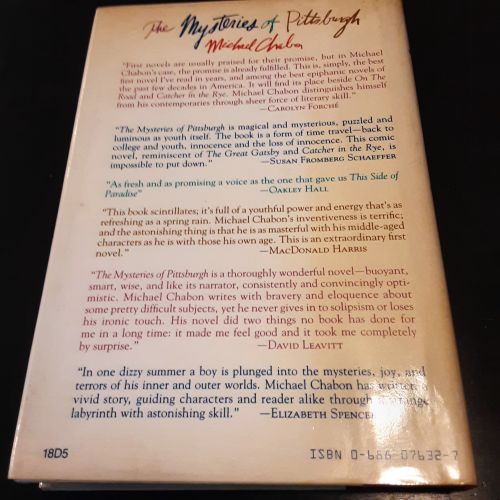 The Mysteries of Pittsburgh
Michael Chabon
"First novels are usually praised for their promise, but in Michael
Chabon's case, the promise is already fulfilled. This is, simply, the best
first novel I've read in years, and among the best epiphanic novels of
the past few decades in America. It will find its place beside On The
Road and Catcher in the Rye. Michael Chabon distinguishes himself
from his contemporaries through sheer force of literary skill."
—CAROLYN FORCHÉ
"The Mysteries of Pittsburgh is magical and mysterious, puzzled and
luminous as youth itself. The book is a form of time travel—back to
college and youth, innocence and the loss of innocence. This comic
novel, reminiscent of The Great Gatsby and Catcher in the Rye, is
impossible to put down." —SUSAN FROMBERG SCHAEFFER
"As fresh and as promising a voice as the one that gave us This Side of
Paradise" —OAKLEY HALL
"This book scintillates; it's full of a youthful power and energy that's as
refreshing as a spring rain. Michael Chabon's inventiveness is terrific;
and the astonishing thing is that he is as masterful with his middle-aged
characters as he is with those his own age. This is an extraordinary first
novel." —MACDONALD HARRIS
"The Mysteries of Pittsburgh is a thoroughly wonderful novel—buoyant,
smart, wise, and like its narrator, consistently and convincingly opti-
mistic. Michael Chabon writes with bravery and eloquence about
some pretty difficult subjects, yet he never gives in to solipsism or loses
his ironic touch. His novel did two things no book has done for
me in a long time: it made me feel good and it took me completely
by surprise." —DAVID LEAVITT
"In one dizzy summer a boy is plunged into the mysteries, joy, and
terrors of his inner and outer worlds. Michael Chabon has written a
vivid story, guiding characters and reader alike through
labyrinth with astonishing skill." —ELIZABETH SPENCER
18D5
ISBN 0-688-07632-7